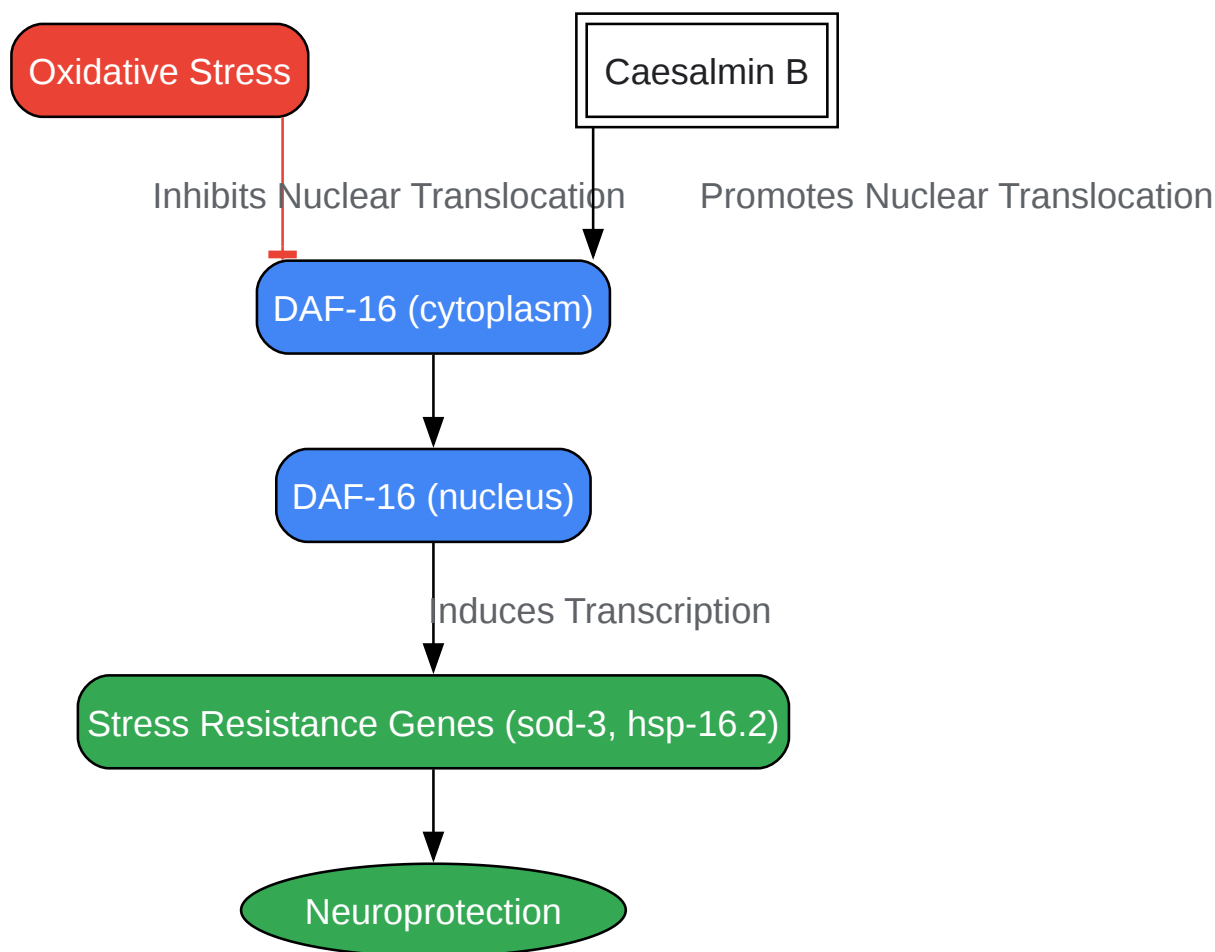 Oxidative Stress
Caesalmin B
Inhibits Nuclear Translocation
Promotes Nuclear Translocation
DAF-16 (cytoplasm)
DAF-16 (nucleus)
Induces Transcription
Stress Resistance Genes (sod-3, hsp-16.2)
Neuroprotection